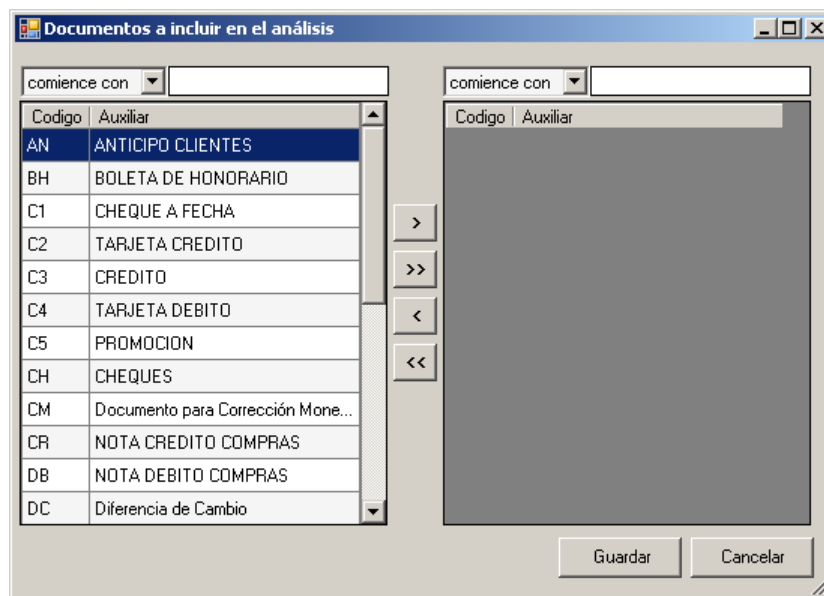 Documentos a incluir en el análisis
comience con
comience con
Codigo Auxiliar
Codigo Auxiliar
AN ANTICIPO CLIENTES
BH BOLETA DE HONORARIO
C1 CHEQUE A FECHA
C2 TARJETA CREDITO
C3 CREDITO
C4 TARJETA DEBITO
C5 PROMOCION
CH CHEQUES
CM Documento para Corrección Mone...
CR NOTA CREDITO COMPRAS
DB NOTA DEBITO COMPRAS
DC Diferencia de Cambio
>
>>
<
<<
Guardar
Cancelar